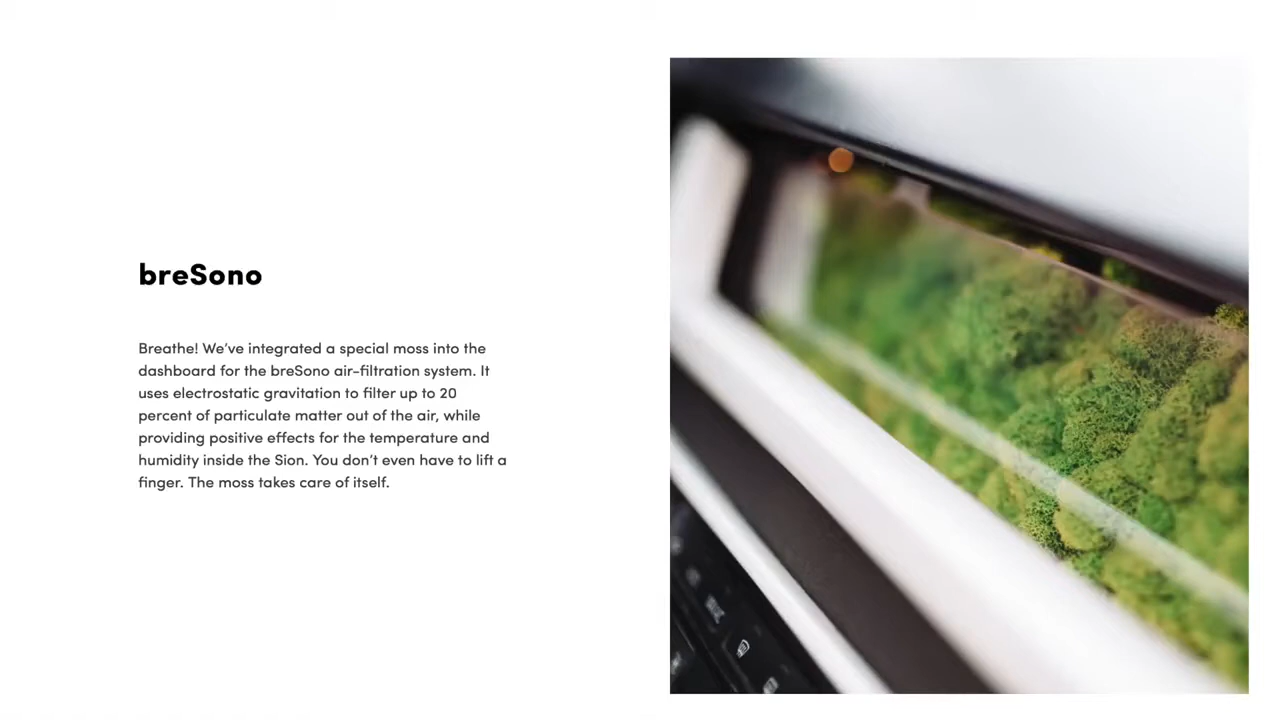 breSono
Breathe! We've integrated a special moss into the
dashboard for the breSono air-filtration system. It
uses electrostatic gravitation to filter up to 20
percent of particulate matter out of the air, while
providing positive effects for the temperature and
humidity inside the Sion. You don't even have to lift a
finger. The moss takes care of itself.